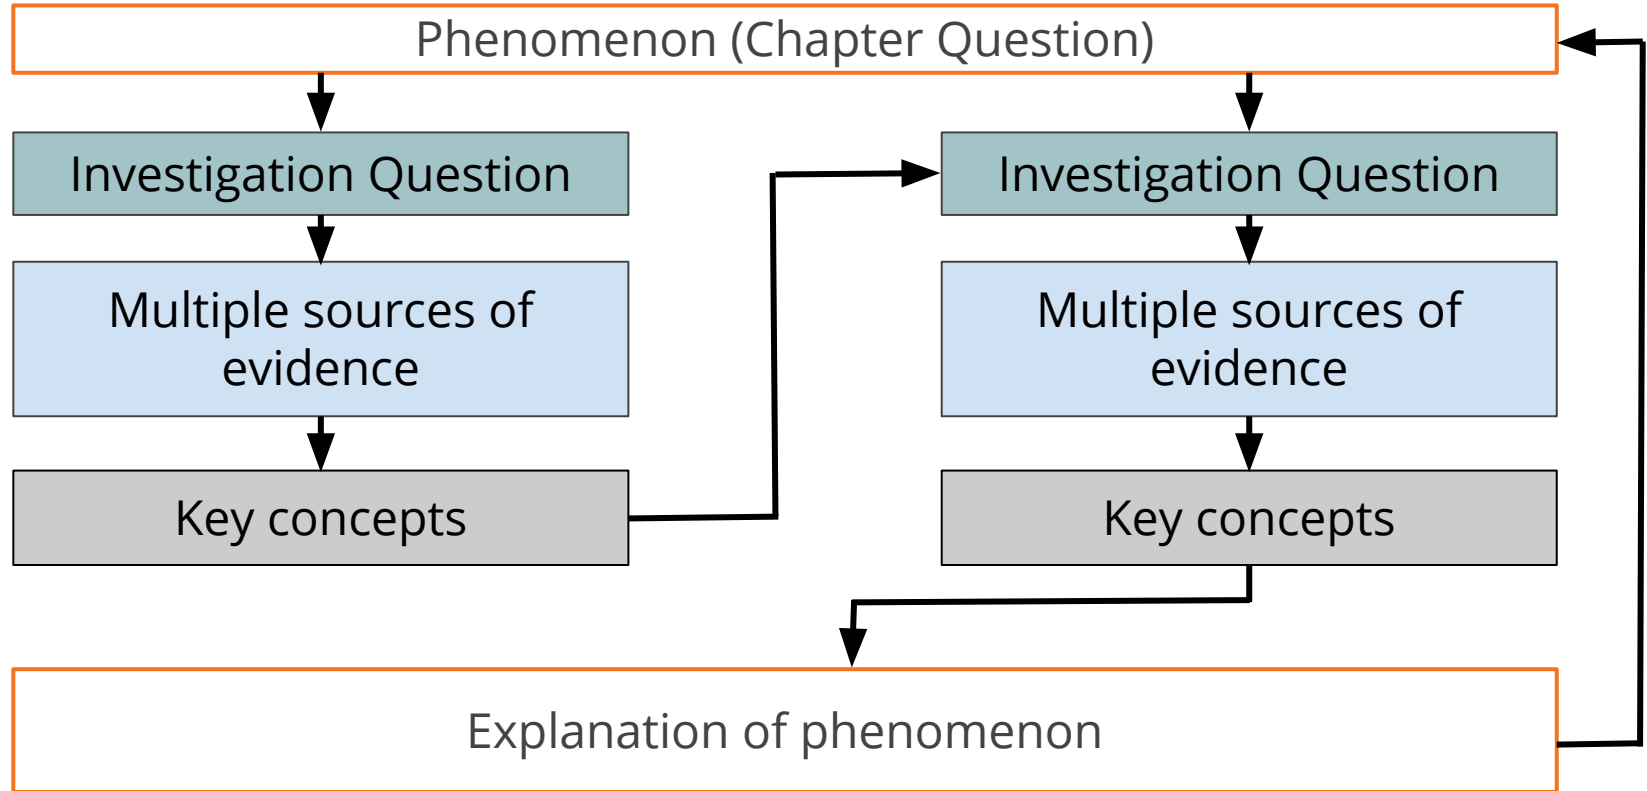 Phenomenon (Chapter Question)
Investigation Question
Multiple sources of
evidence
Key concepts
Investigation Question
Multiple sources of
evidence
Key concepts
Explanation of phenomenon